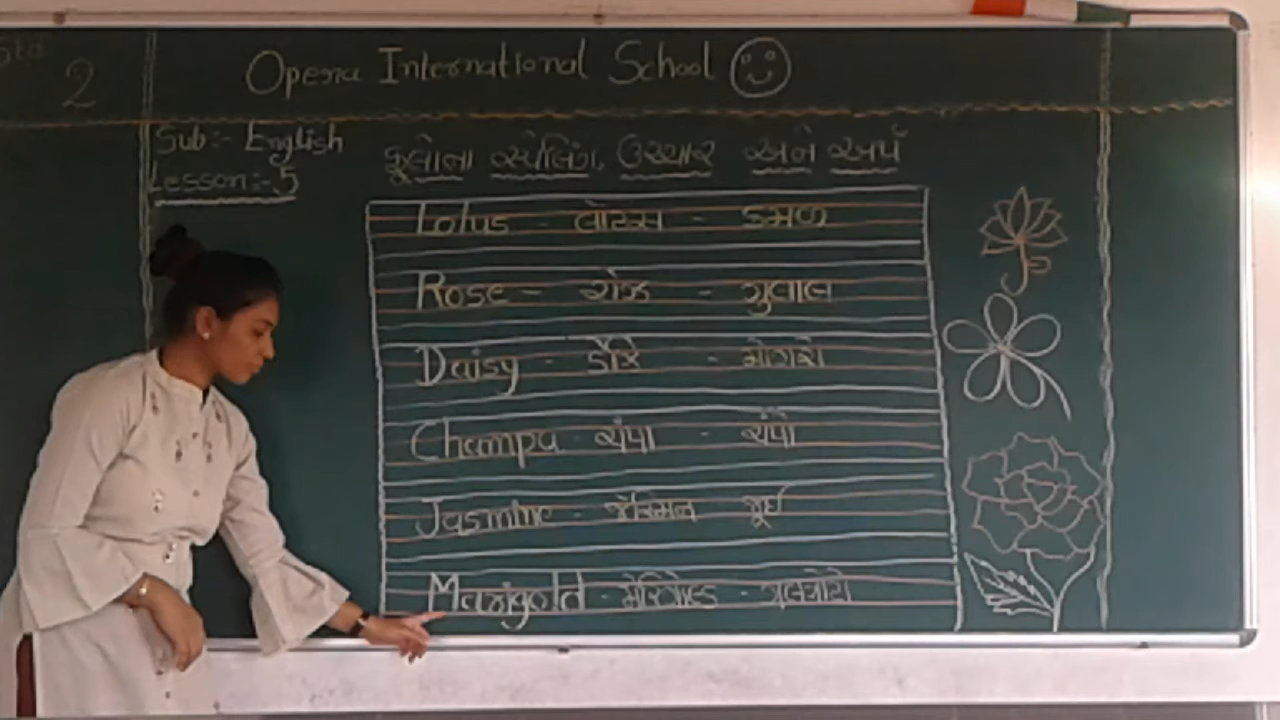 Std
2
Opera International School
Sub:- English
Lesson:-5
ફૂલોના સ્પેલિંગ, ઉચ્ચાર અને અર્થ
Lotus - લોટસ - કમળ
Rose - રોઝ - ગુલાબ
Daisy - ડેઝિ - મોગરો
Champa - ચંપા - ચંપો
Jasmine - જેસ્મિન જૂઈ
Marigold - મેરિગોલ્ડ - ગલગોટો